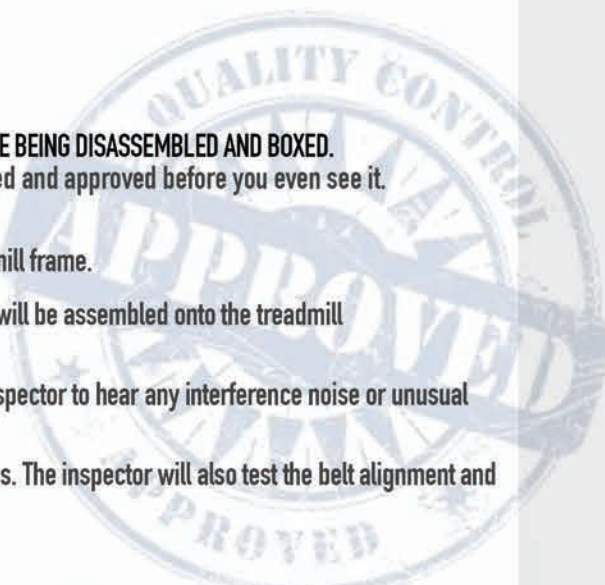 QUALITY CONTROL
E BEING DISASSEMBLED AND BOXED.
ed and approved before you even see it.
APPROVED
nill frame.
will be assembled onto the treadmill
spector to hear any interference noise or unusual
s. The inspector will also test the belt alignment and
APPROVED